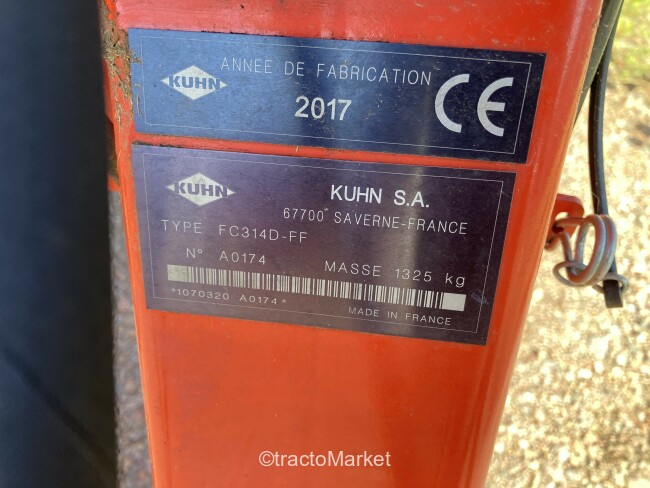 KUHN
ANNEE DE FABRICATION
2017
CE
KUHN
KUHN S.A.
67700 SAVERNE-FRANCE
TYPE FC314D-FF
N° A0174 MASSE 1325 kg
*1070320 A0174*
MADE IN FRANCE
©tractoMarket